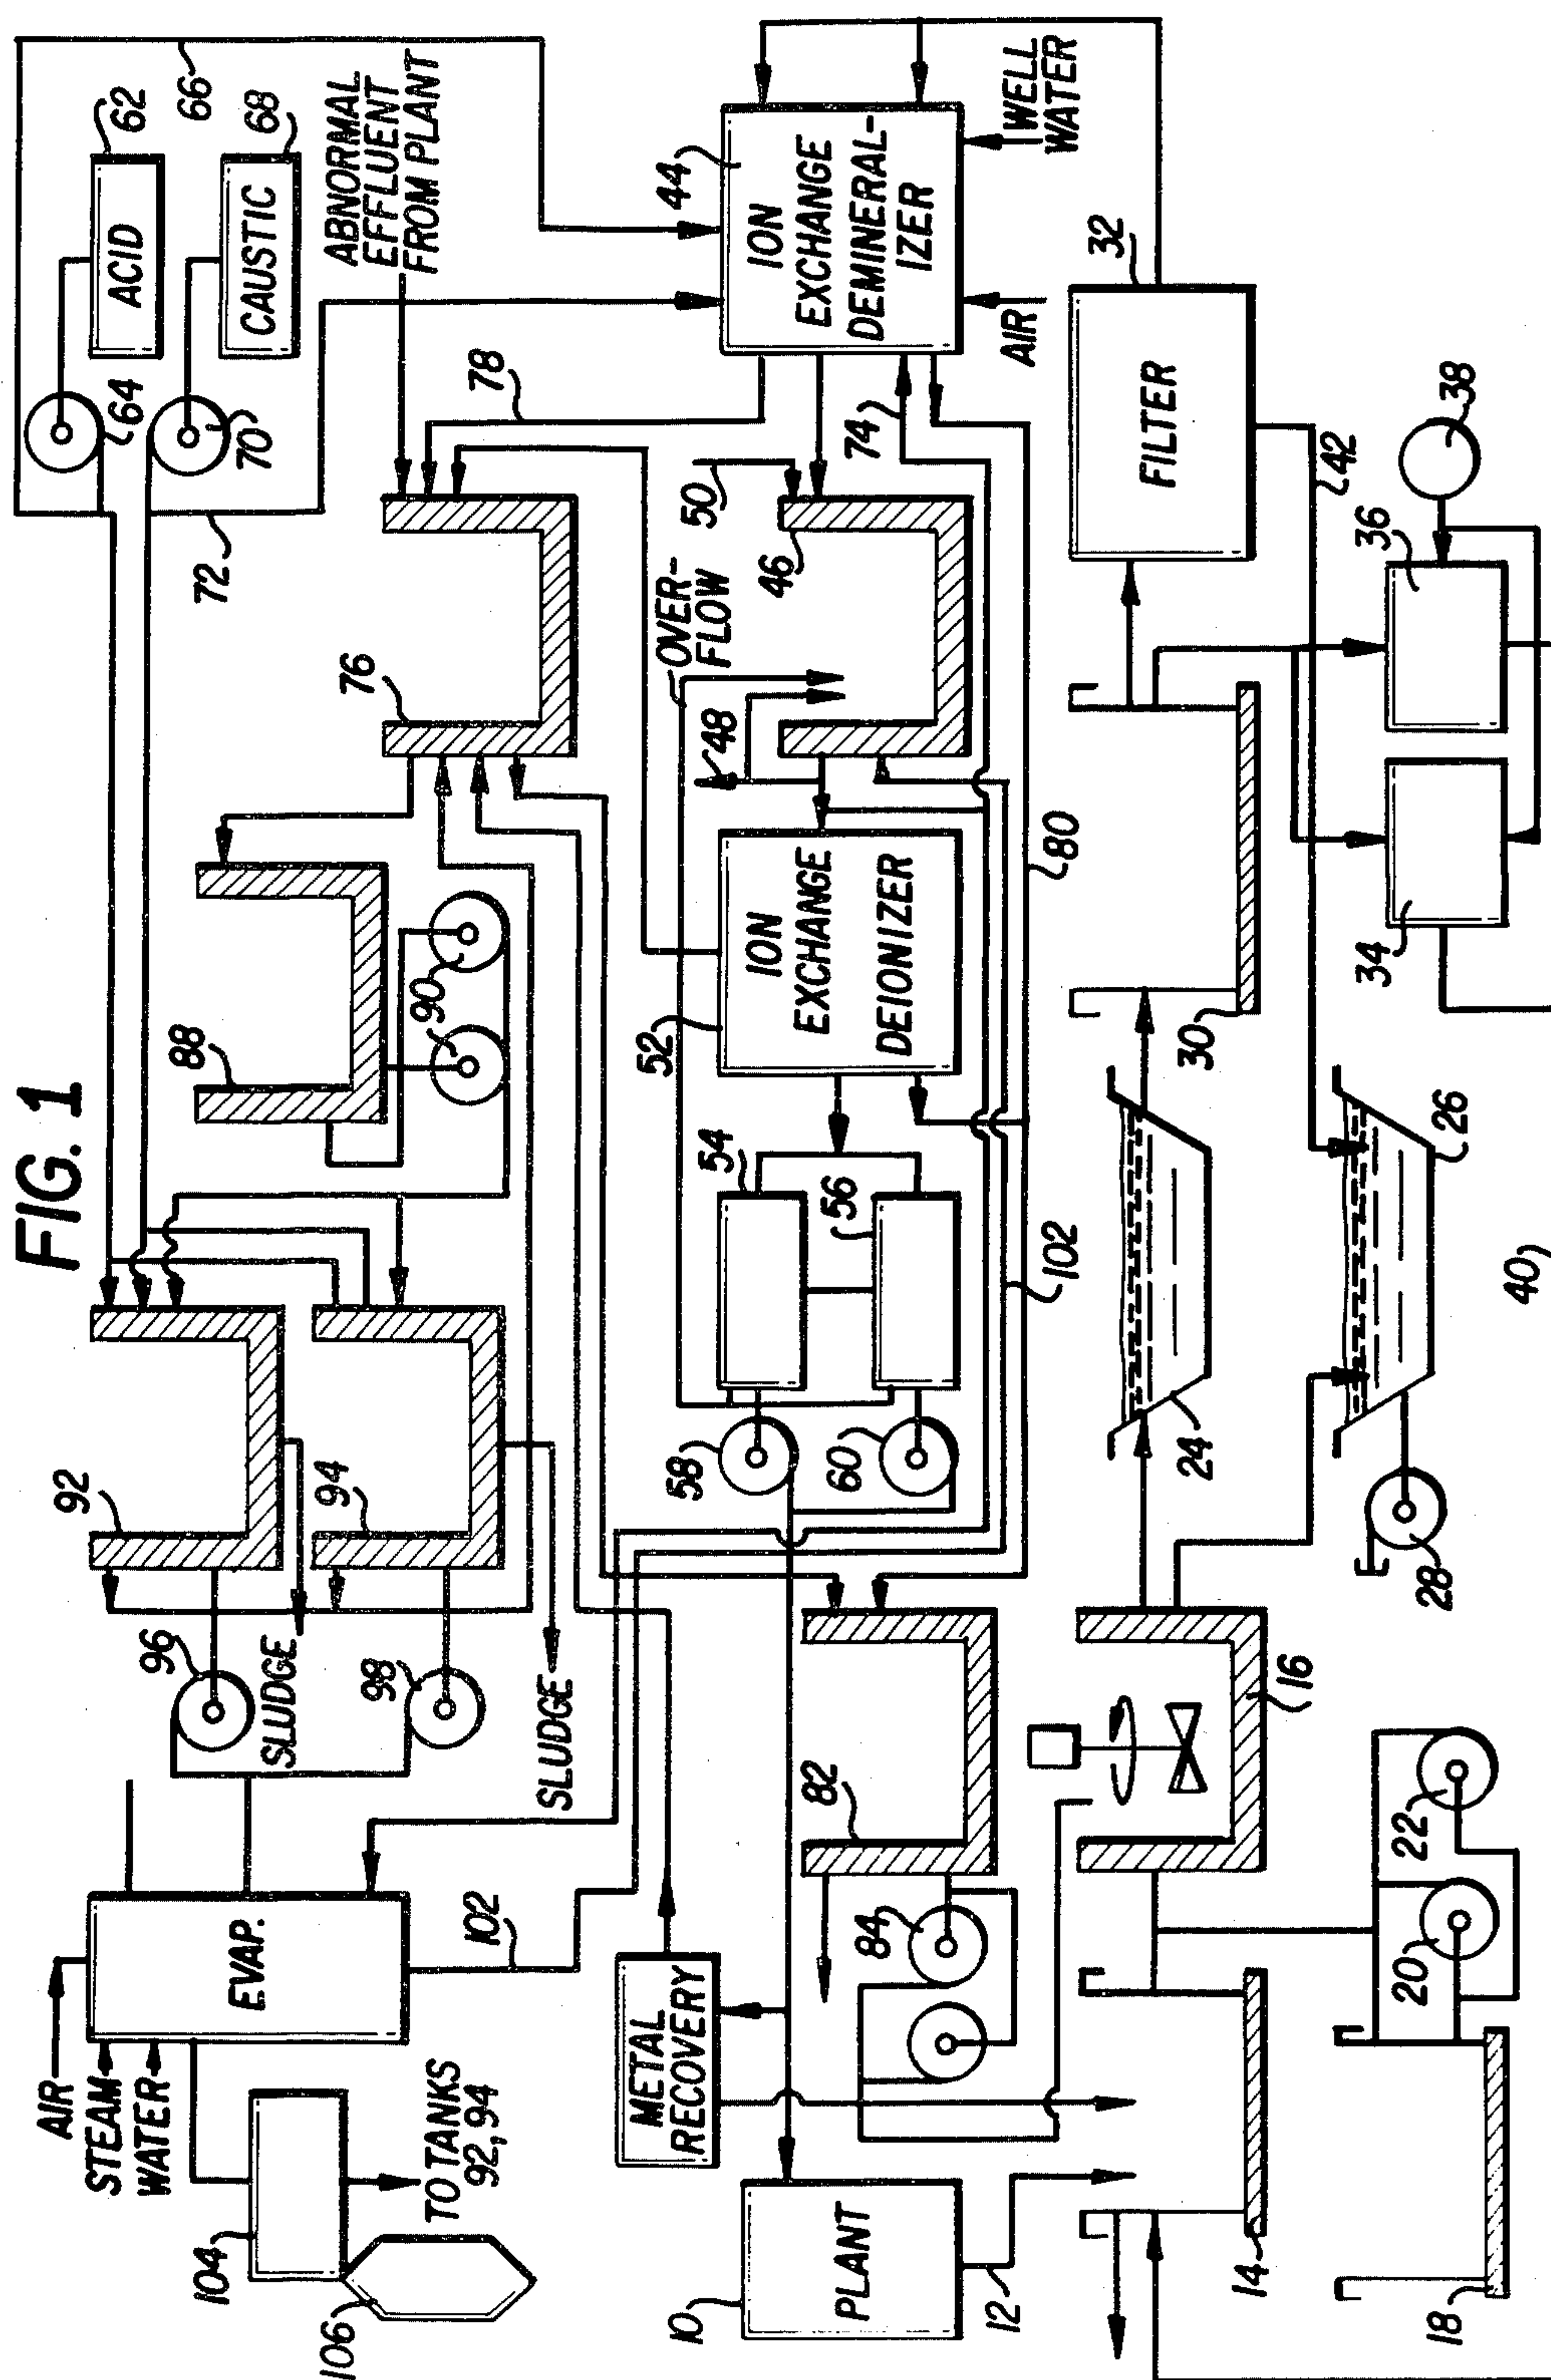 FIG. 1
AIR
STEAM
WATER
EVAP.
104
106
TO TANKS
92, 94
102
96
98
SLUDGE
SLUDGE
92
94
88
90
76
72
64
70
ACID
62
66
CAUSTIC
68
ABNORMAL
EFFLUENT
FROM PLANT
METAL
RECOVERY
10
PLANT
12
82
84
58
60
54
56
52
ION
EXCHANGE
DEIONIZER
48
OVER-
FLOW
50
46
78
74
44
ION
EXCHANGE
DEMINERAL-
IZER
AIR
WELL
WATER
80
102
14
16
18
20
22
24
26
28
30
FILTER
32
34
36
38
40
42